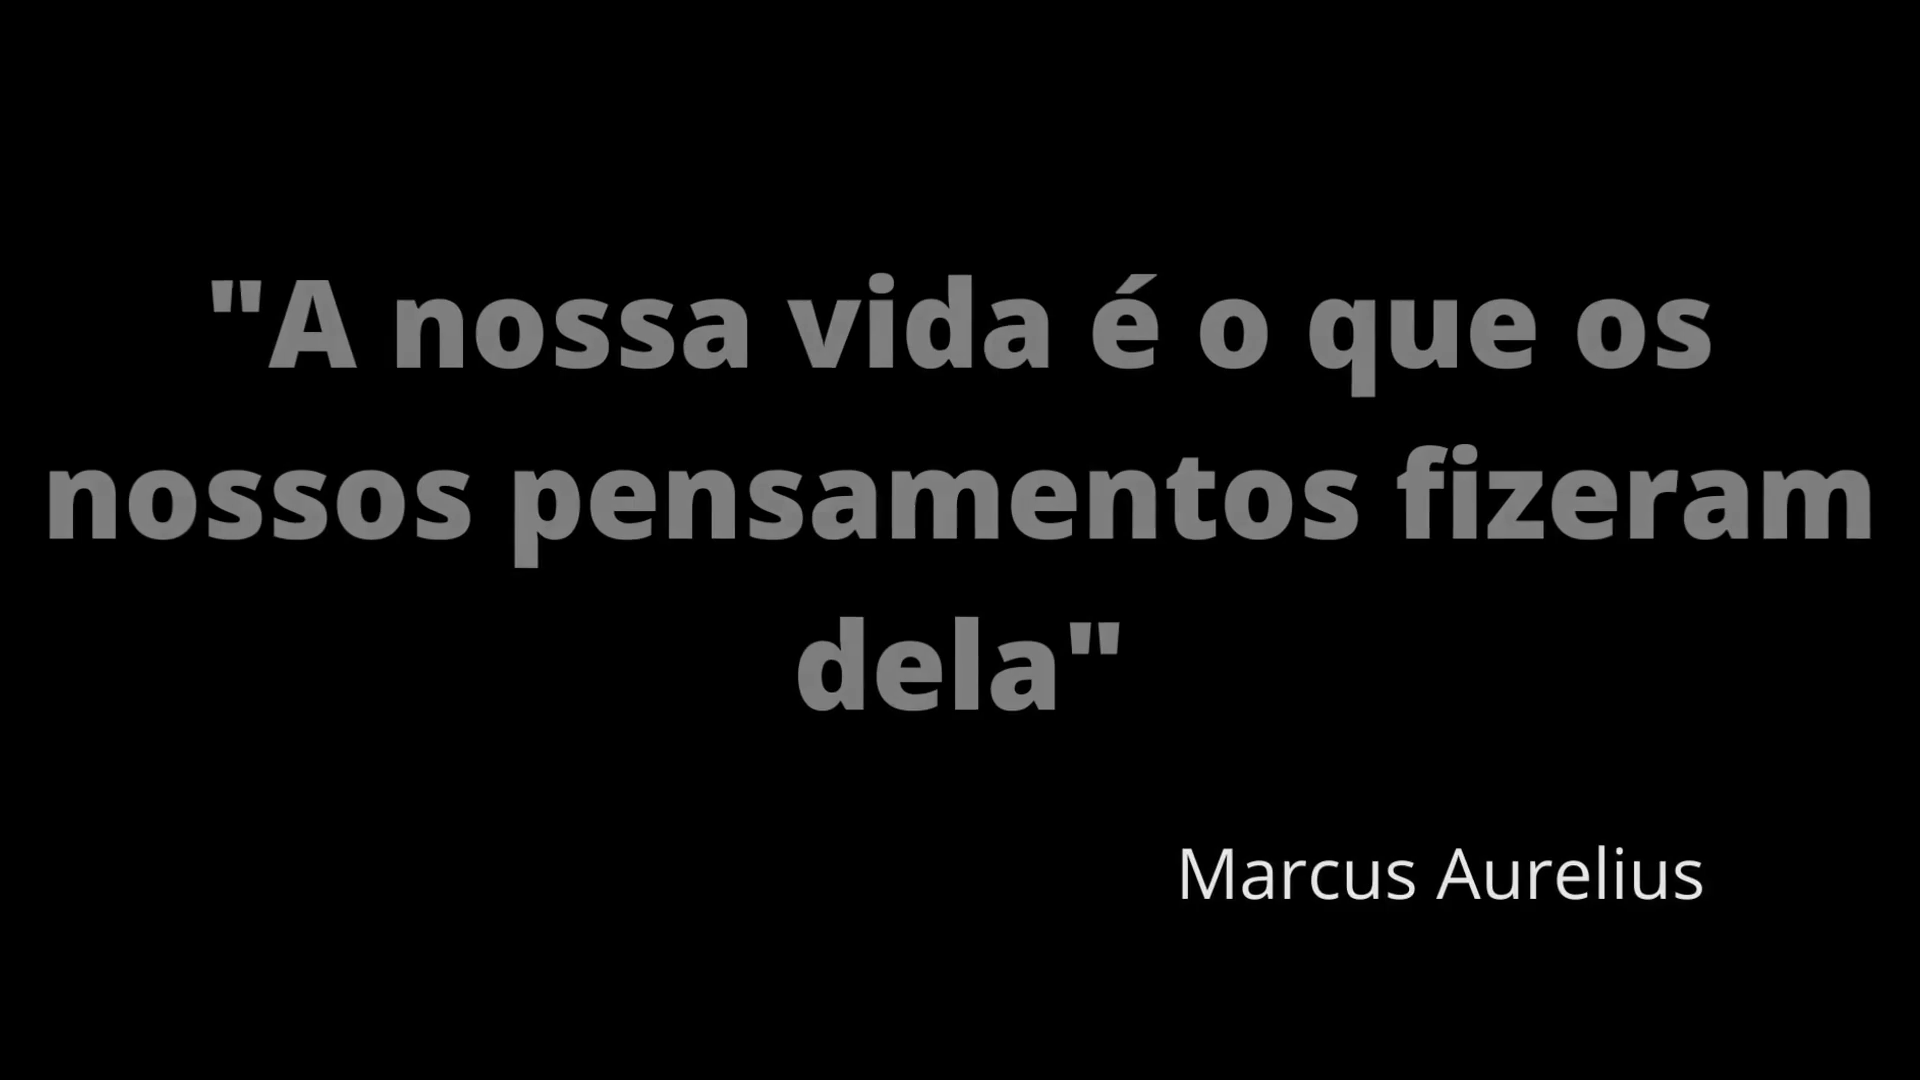 "A nossa vida é o que os
nossos pensamentos fizeram
dela"
Marcus Aurelius